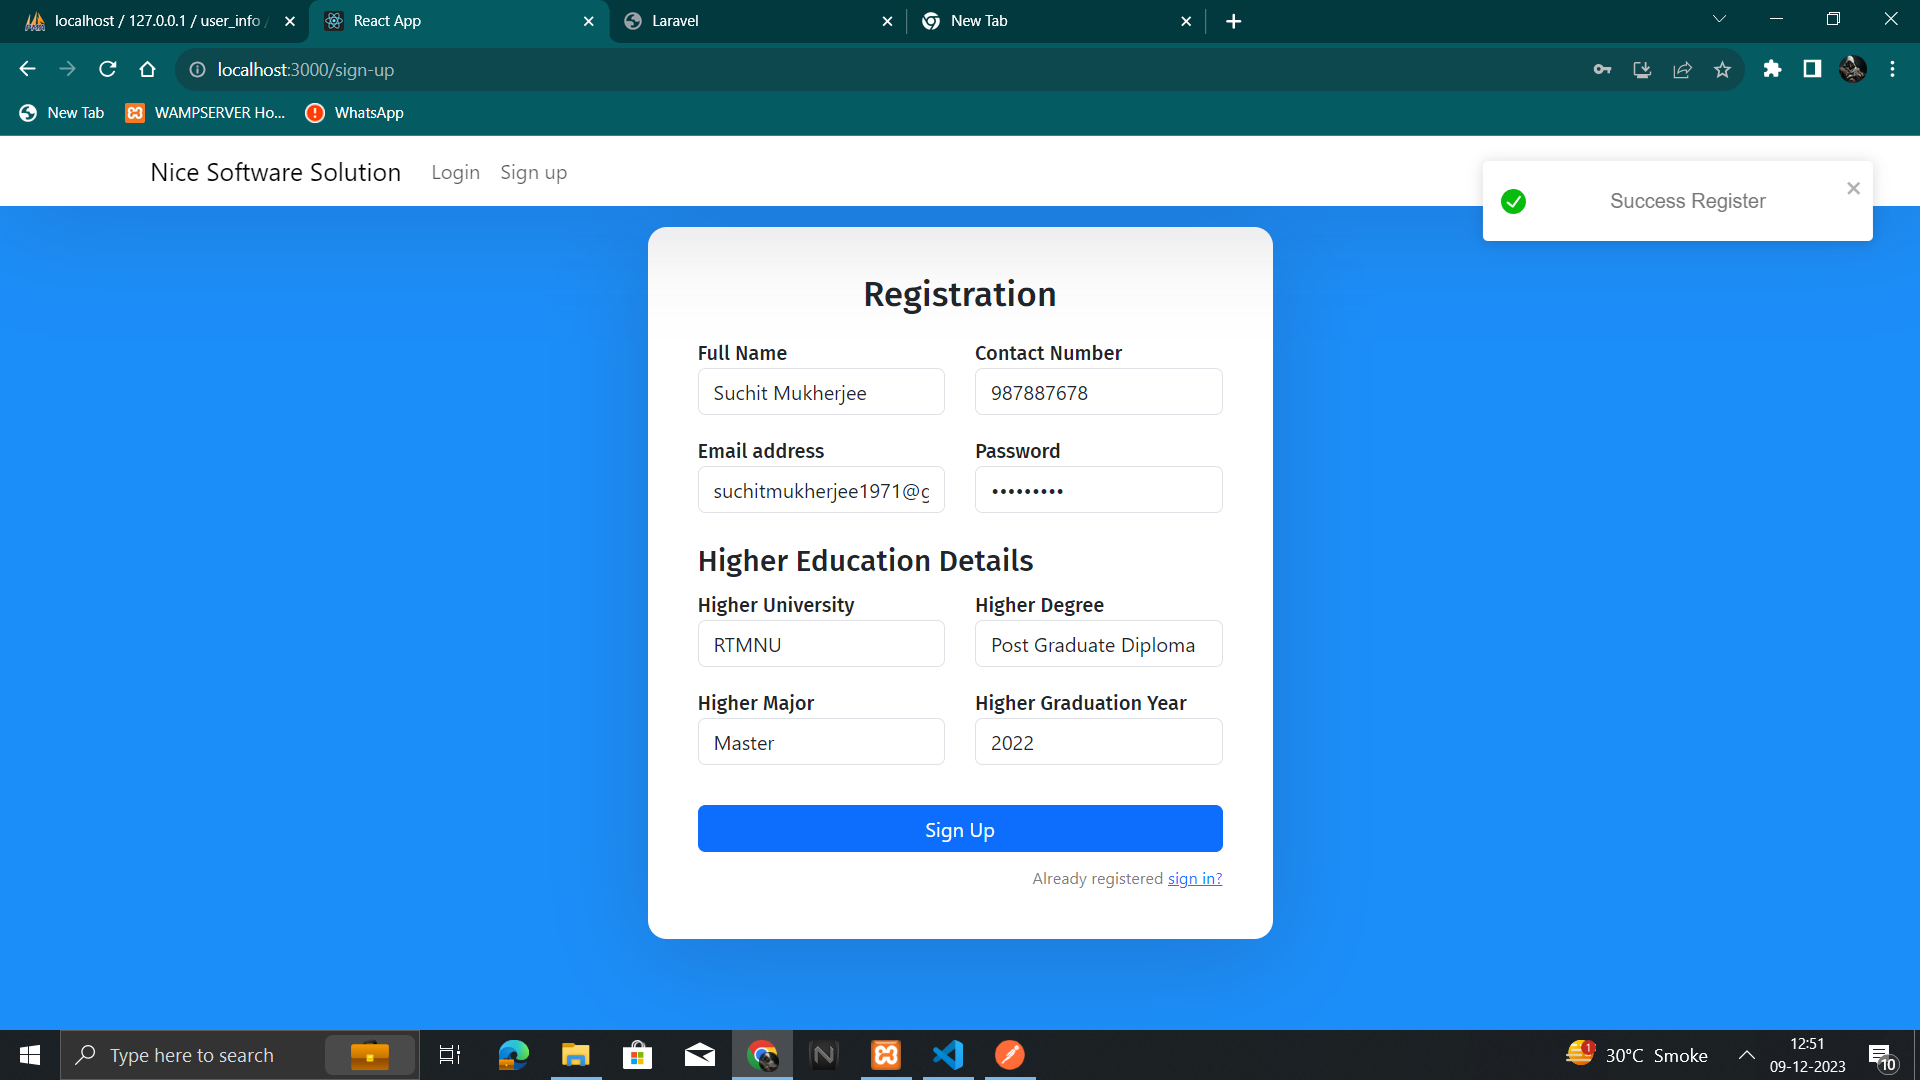 localhost / 127.0.0.1 / user_info
React App
Laravel
New Tab
localhost:3000/sign-up
New Tab
WAMPSERVER Ho...
WhatsApp
Nice Software Solution
Login
Sign up
Success Register
Registration
Full Name
Contact Number
Suchit Mukherjee
987887678
Email address
Password
suchitmukherjee1971@g
•••••••••
Higher Education Details
Higher University
Higher Degree
RTMNU
Post Graduate Diploma
Higher Major
Higher Graduation Year
Master
2022
Sign Up
Already registered sign in?
Type here to search
1
30°C Smoke
12:51
09-12-2023
10